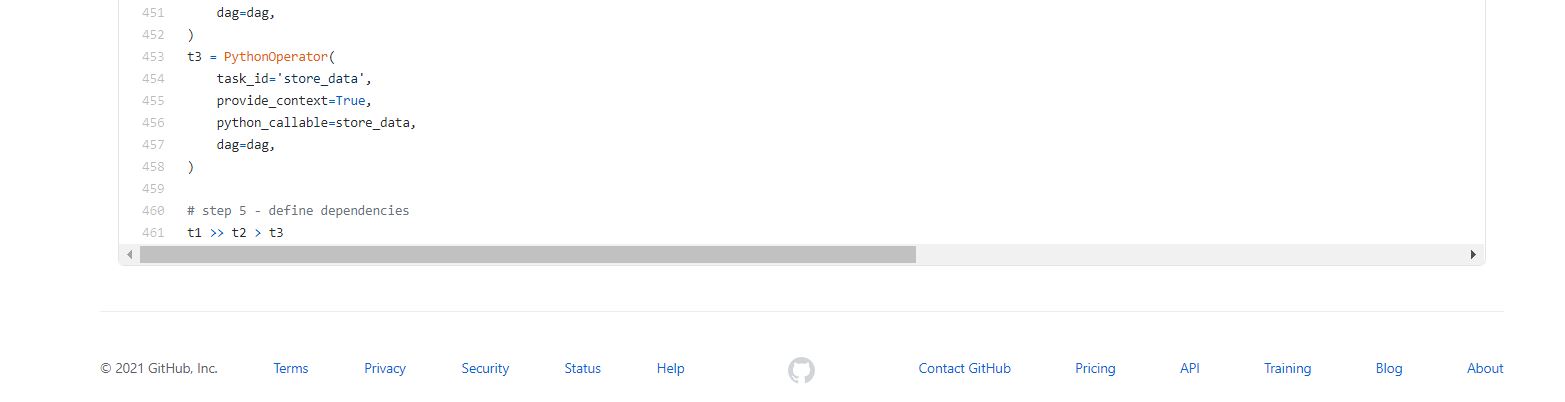 451     dag=dag,
452 )
453 t3 = PythonOperator(
454     task_id='store_data',
455     provide_context=True,
456     python_callable=store_data,
457     dag=dag,
458 )
459
460 # step 5 - define dependencies
461 t1 >> t2 > t3
© 2021 GitHub, Inc. Terms Privacy Security Status Help Contact GitHub Pricing API Training Blog About